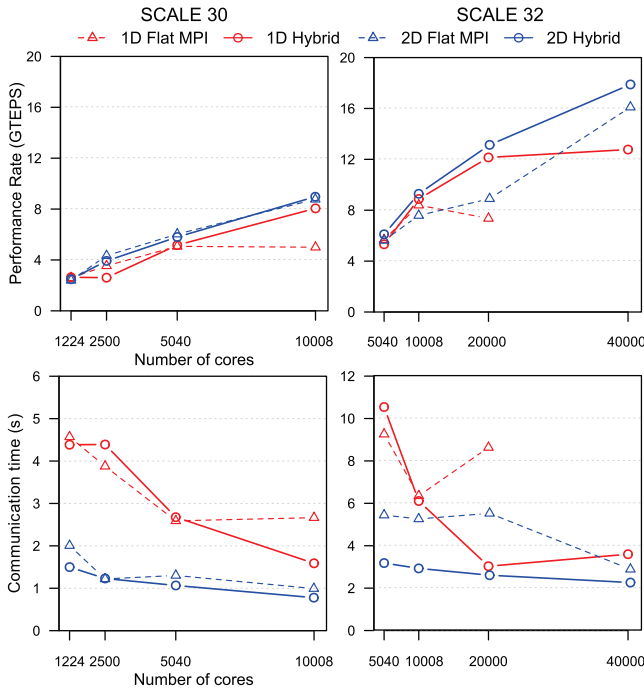 SCALE 30
SCALE 32
1D Flat MPI
1D Hybrid
2D Flat MPI
2D Hybrid
Performance Rate (GTEPS)
20
16
12
8
4
0
1224 2500 5040 10008
Number of cores
20
16
12
8
4
0
5040 10008 20000 40000
Communication time (s)
6
5
4
3
2
1
0
1224 2500 5040 10008
Number of cores
12
10
8
6
4
2
0
5040 10008 20000 40000
Number of cores